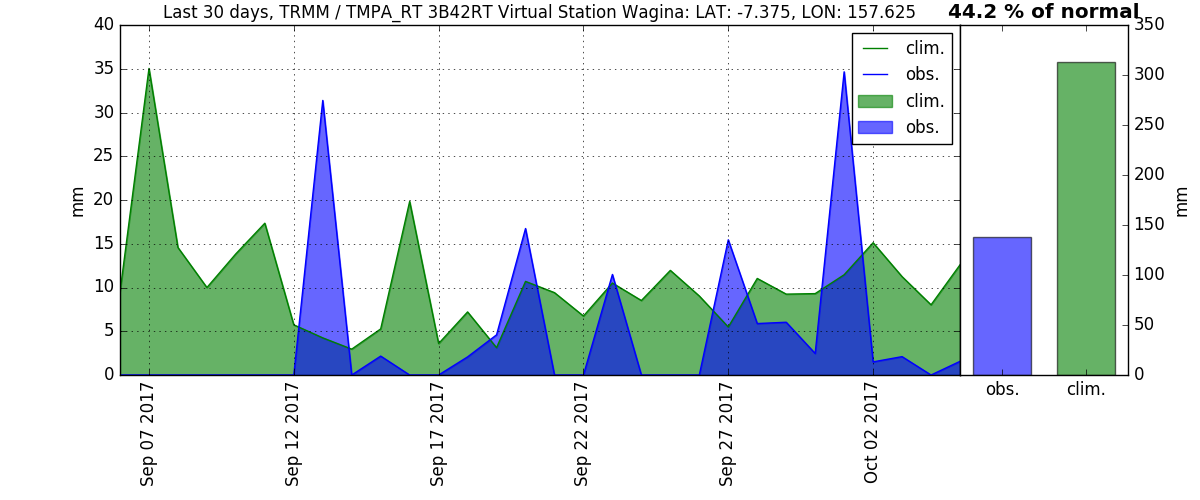 Last 30 days, TRMM / TMPA_RT 3B42RT Virtual Station Wagina: LAT: -7.375, LON: 157.625
44.2 % of normal
40
35
30
25
20
15
10
5
0
mm
clim.
obs.
clim.
obs.
Sep 07 2017
Sep 12 2017
Sep 17 2017
Sep 22 2017
Sep 27 2017
Oct 02 2017
350
300
250
200
150
100
50
0
mm
obs.
clim.